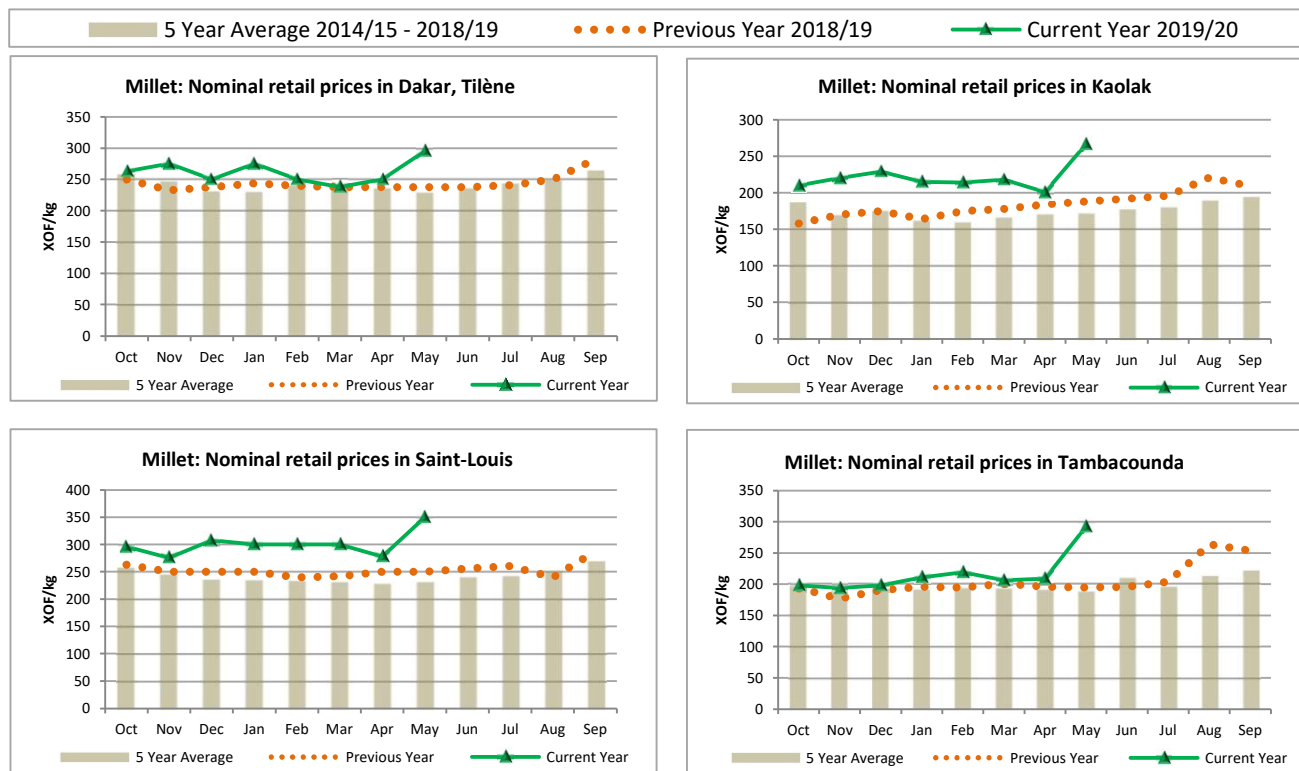 5 Year Average 2014/15 - 2018/19 Previous Year 2018/19 Current Year 2019/20
Millet: Nominal retail prices in Dakar, Tilène
XOF/kg
350
300
250
200
150
100
50
0
Oct Nov Dec Jan Feb Mar Apr May Jun Jul Aug Sep
5 Year Average Previous Year Current Year
Millet: Nominal retail prices in Kaolak
XOF/kg
300
250
200
150
100
50
0
Oct Nov Dec Jan Feb Mar Apr May Jun Jul Aug Sep
5 Year Average Previous Year Current Year
Millet: Nominal retail prices in Saint-Louis
XOF/kg
400
350
300
250
200
150
100
50
0
Oct Nov Dec Jan Feb Mar Apr May Jun Jul Aug Sep
5 Year Average Previous Year Current Year
Millet: Nominal retail prices in Tambacounda
XOF/kg
350
300
250
200
150
100
50
0
Oct Nov Dec Jan Feb Mar Apr May Jun Jul Aug Sep
5 Year Average Previous Year Current Year